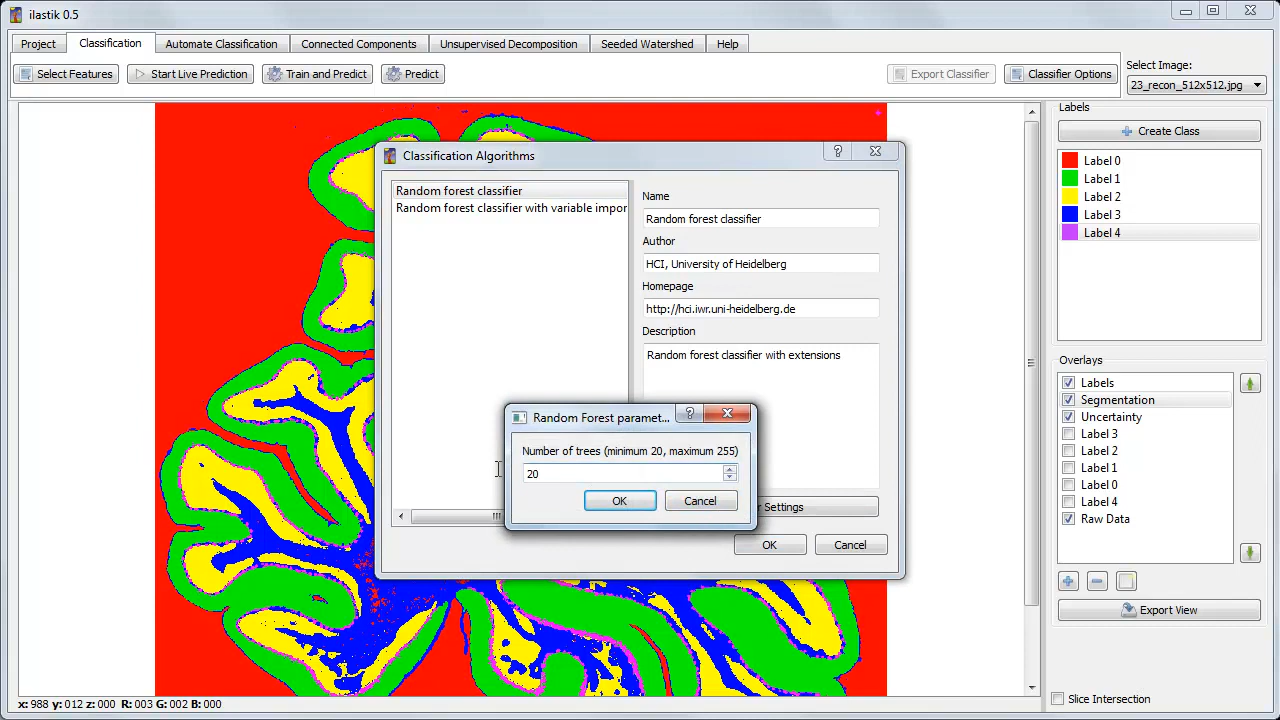 ilastik 0.5
Project
Classification
Automate Classification
Connected Components
Unsupervised Decomposition
Seeded Watershed
Help
Select Features
Start Live Prediction
Train and Predict
Predict
Export Classifier
Classifier Options
Select Image:
23_recon_512x512.jpg
Labels
Create Class
Label 0
Label 1
Label 2
Label 3
Label 4
Overlays
Labels
Segmentation
Uncertainty
Label 3
Label 2
Label 1
Label 0
Label 4
Raw Data
Export View
Slice Intersection
Classification Algorithms
Random forest classifier
Random forest classifier with variable impor
Name
Random forest classifier
Author
HCI, University of Heidelberg
Homepage
http://hci.iwr.uni-heidelberg.de
Description
Random forest classifier with extensions
Settings
OK
Cancel
Random Forest paramet...
Number of trees (minimum 20, maximum 255)
20
OK
Cancel
x: 988 y: 012 z: 000 R: 003 G: 002 B: 000